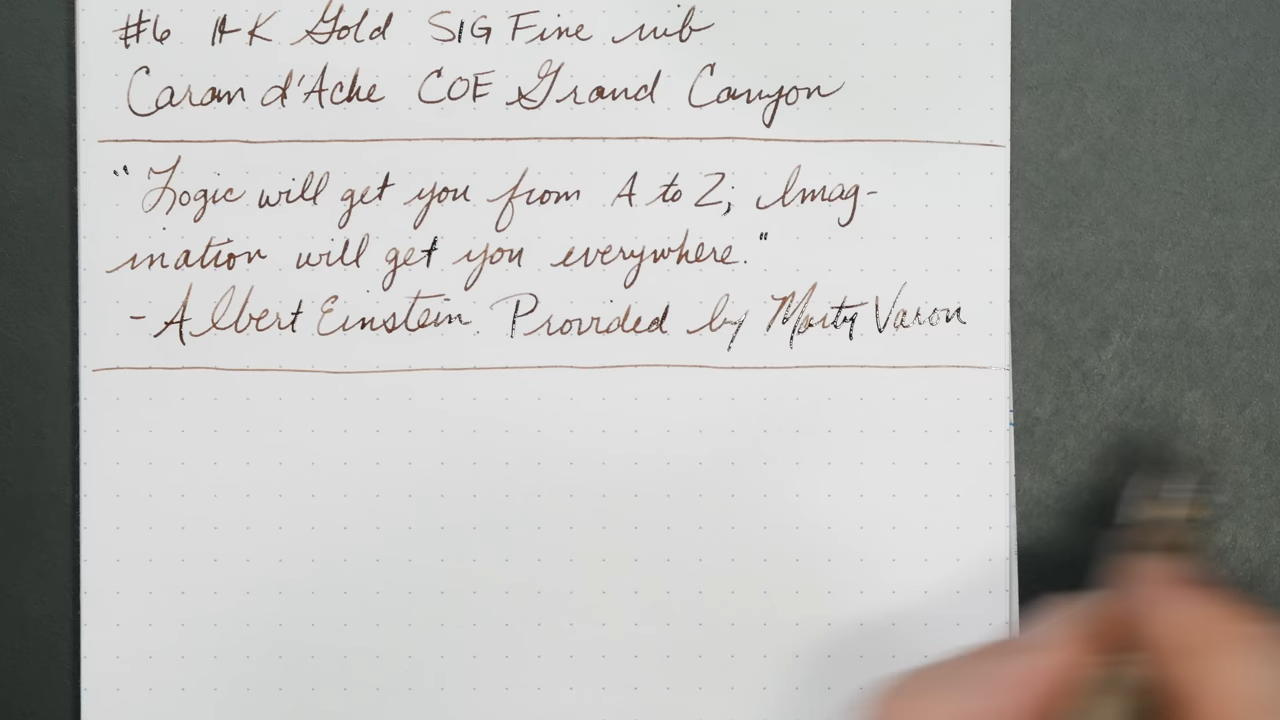 #6 14K Gold SIG Fine nib
Caran d'Ache COE Grand Canyon
"Logic will get you from A to Z; Imag-
ination will get you everywhere."
- Albert Einstein. Provided by Marty Varon